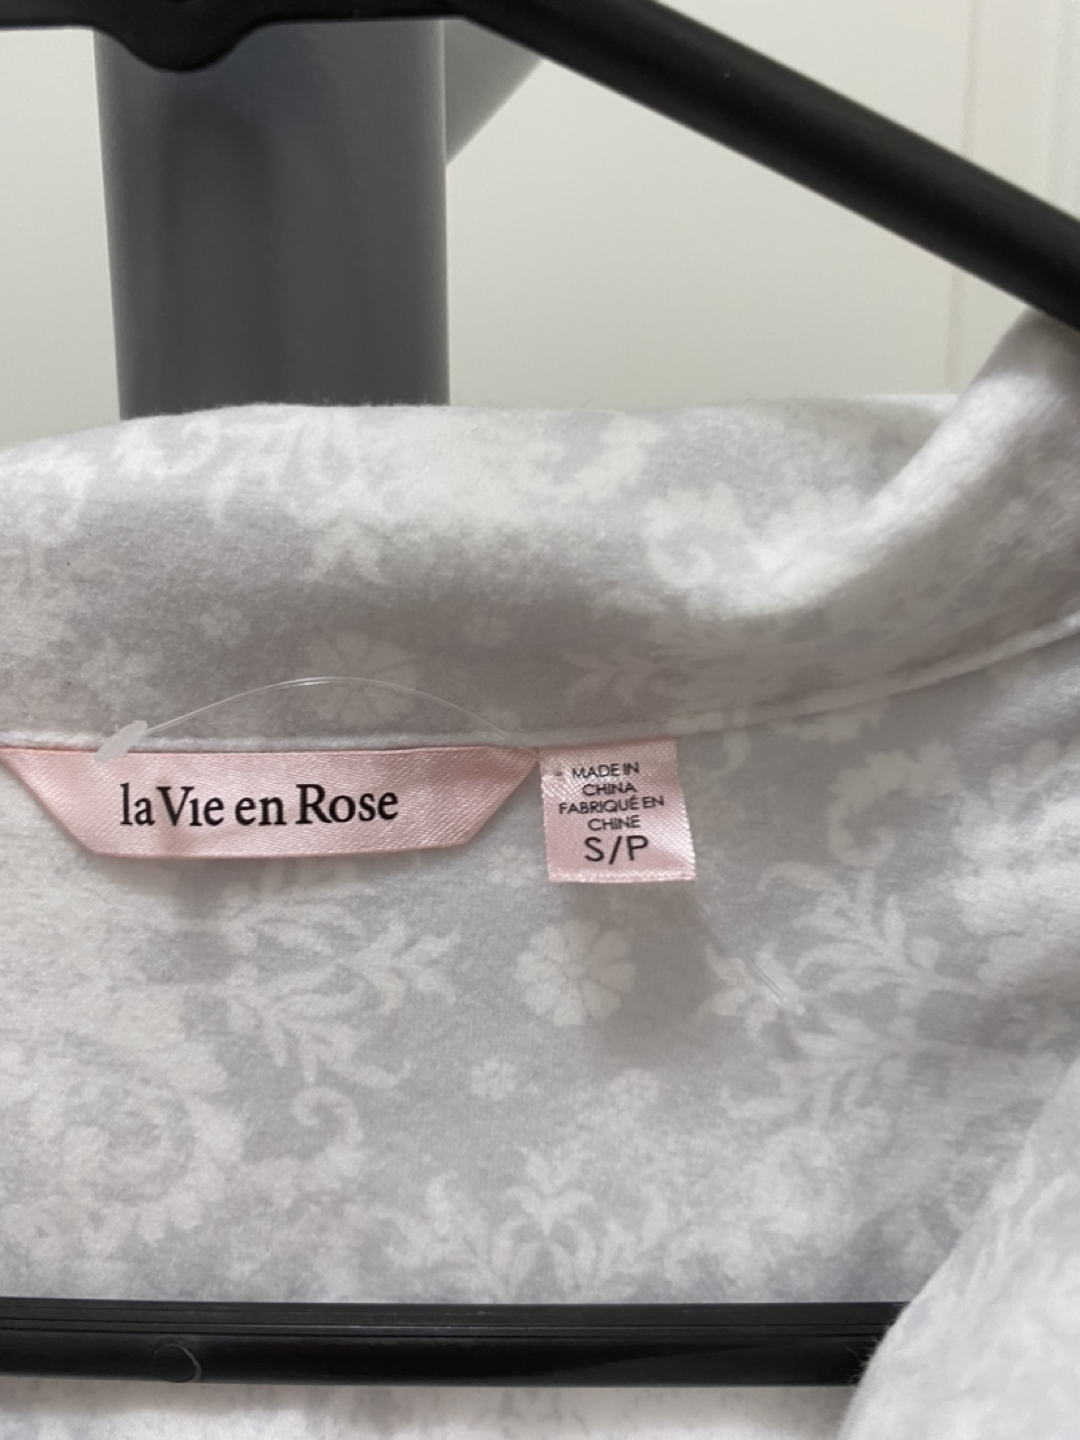 la Vie en Rose
MADE IN
CHINA
FABRIQUÉ EN
CHINE
S/P